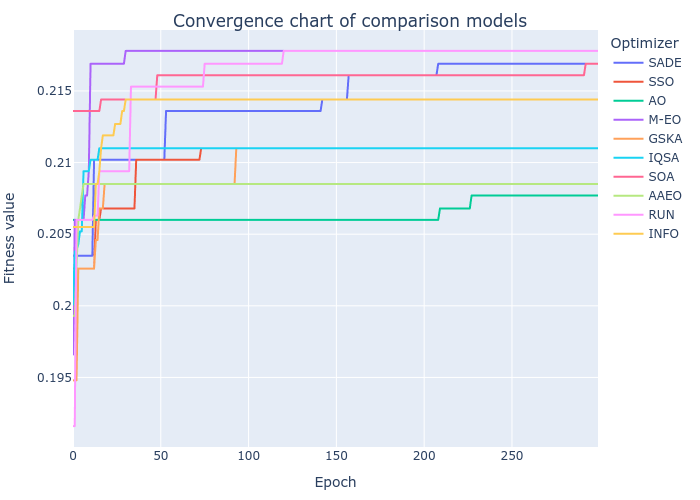 Convergence chart of comparison models
Optimizer
SADE
SSO
AO
M-EO
GSKA
IQSA
SOA
AAEO
RUN
INFO
Fitness value
0.215
0.21
0.205
0.2
0.195
0
50
100
150
200
250
Epoch